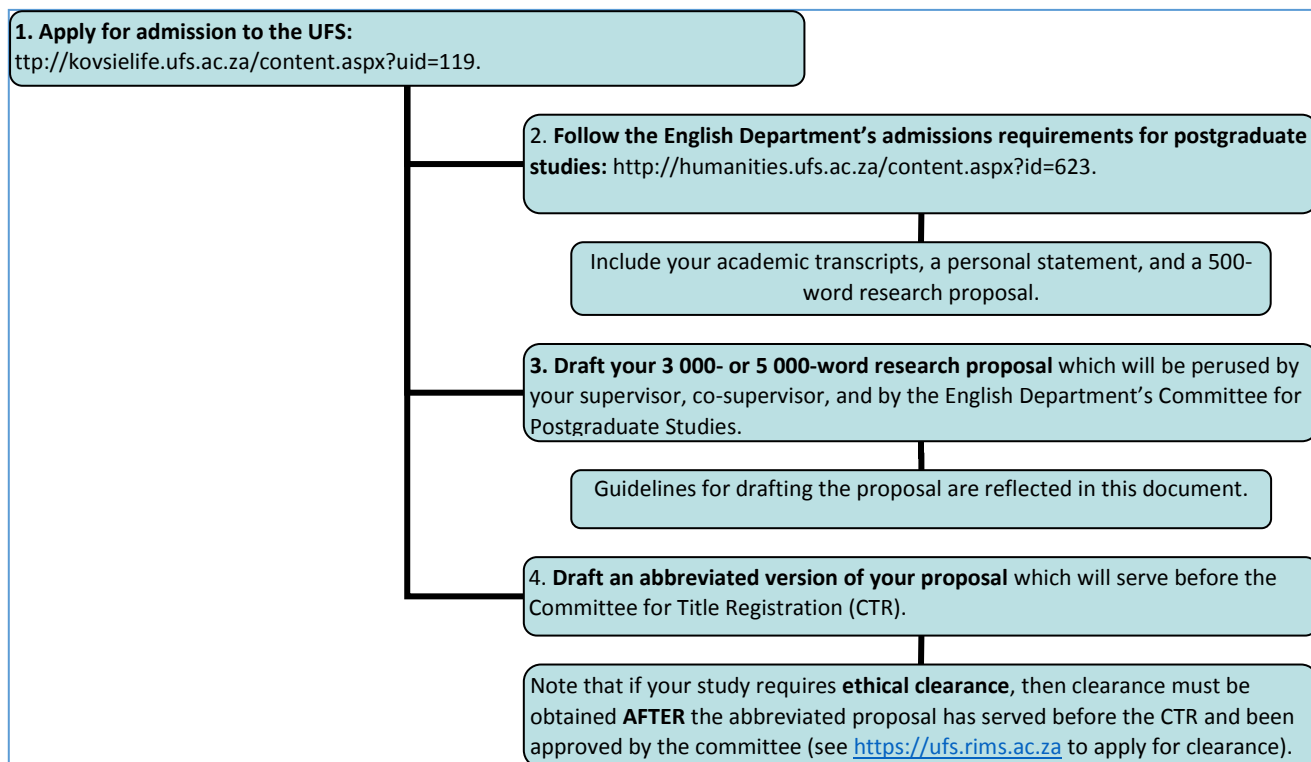 1. Apply for admission to the UFS:
ttp://kovsielife.ufs.ac.za/content.aspx?uid=119.
2. Follow the English Department’s admissions requirements for postgraduate
studies: http://humanities.ufs.ac.za/content.aspx?id=623.
Include your academic transcripts, a personal statement, and a 500-
word research proposal.
3. Draft your 3 000- or 5 000-word research proposal which will be perused by
your supervisor, co-supervisor, and by the English Department’s Committee for
Postgraduate Studies.
Guidelines for drafting the proposal are reflected in this document.
4. Draft an abbreviated version of your proposal which will serve before the
Committee for Title Registration (CTR).
Note that if your study requires ethical clearance, then clearance must be
obtained AFTER the abbreviated proposal has served before the CTR and been
approved by the committee (see https://ufs.rims.ac.za to apply for clearance).